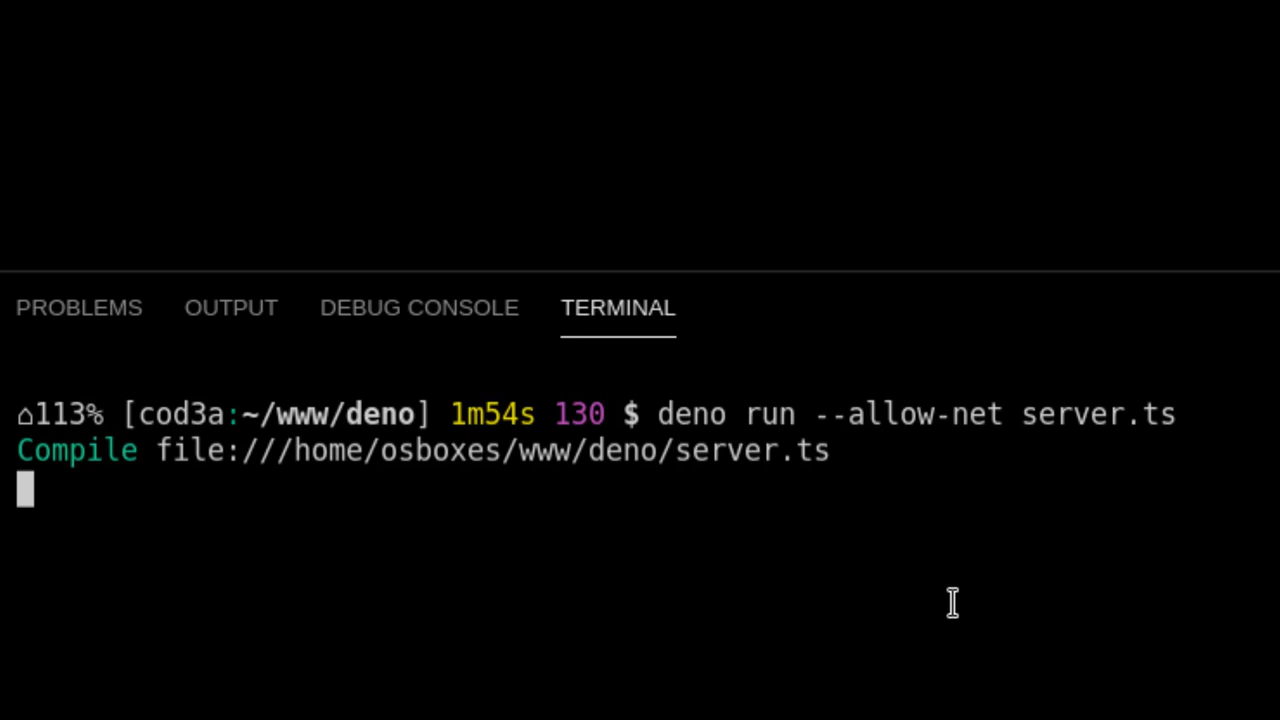 PROBLEMS OUTPUT DEBUG CONSOLE TERMINAL
⌂113% [cod3a:~/www/deno] 1m54s 130 $ deno run --allow-net server.ts
Compile file:///home/osboxes/www/deno/server.ts